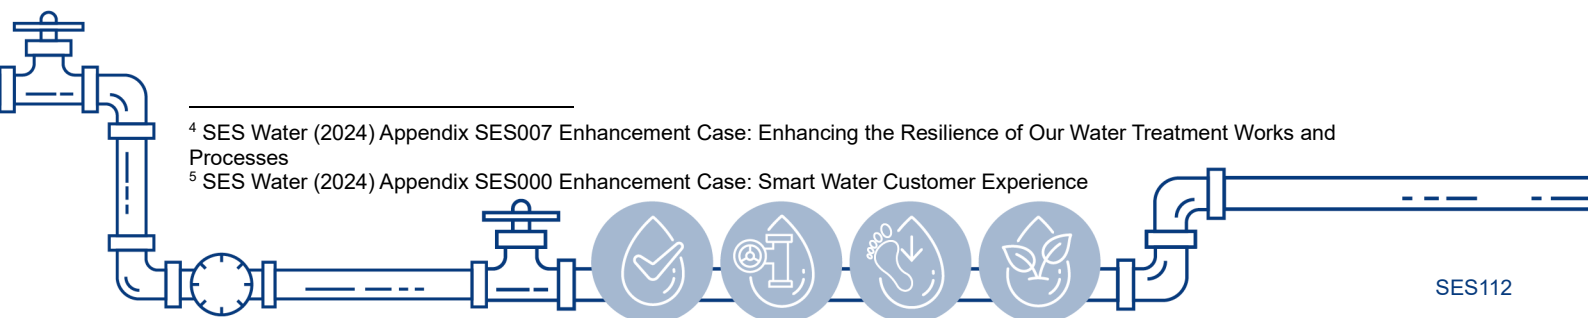 4 SES Water (2024) Appendix SES007 Enhancement Case: Enhancing the Resilience of Our Water Treatment Works and
Processes
5 SES Water (2024) Appendix SES000 Enhancement Case: Smart Water Customer Experience
SES112